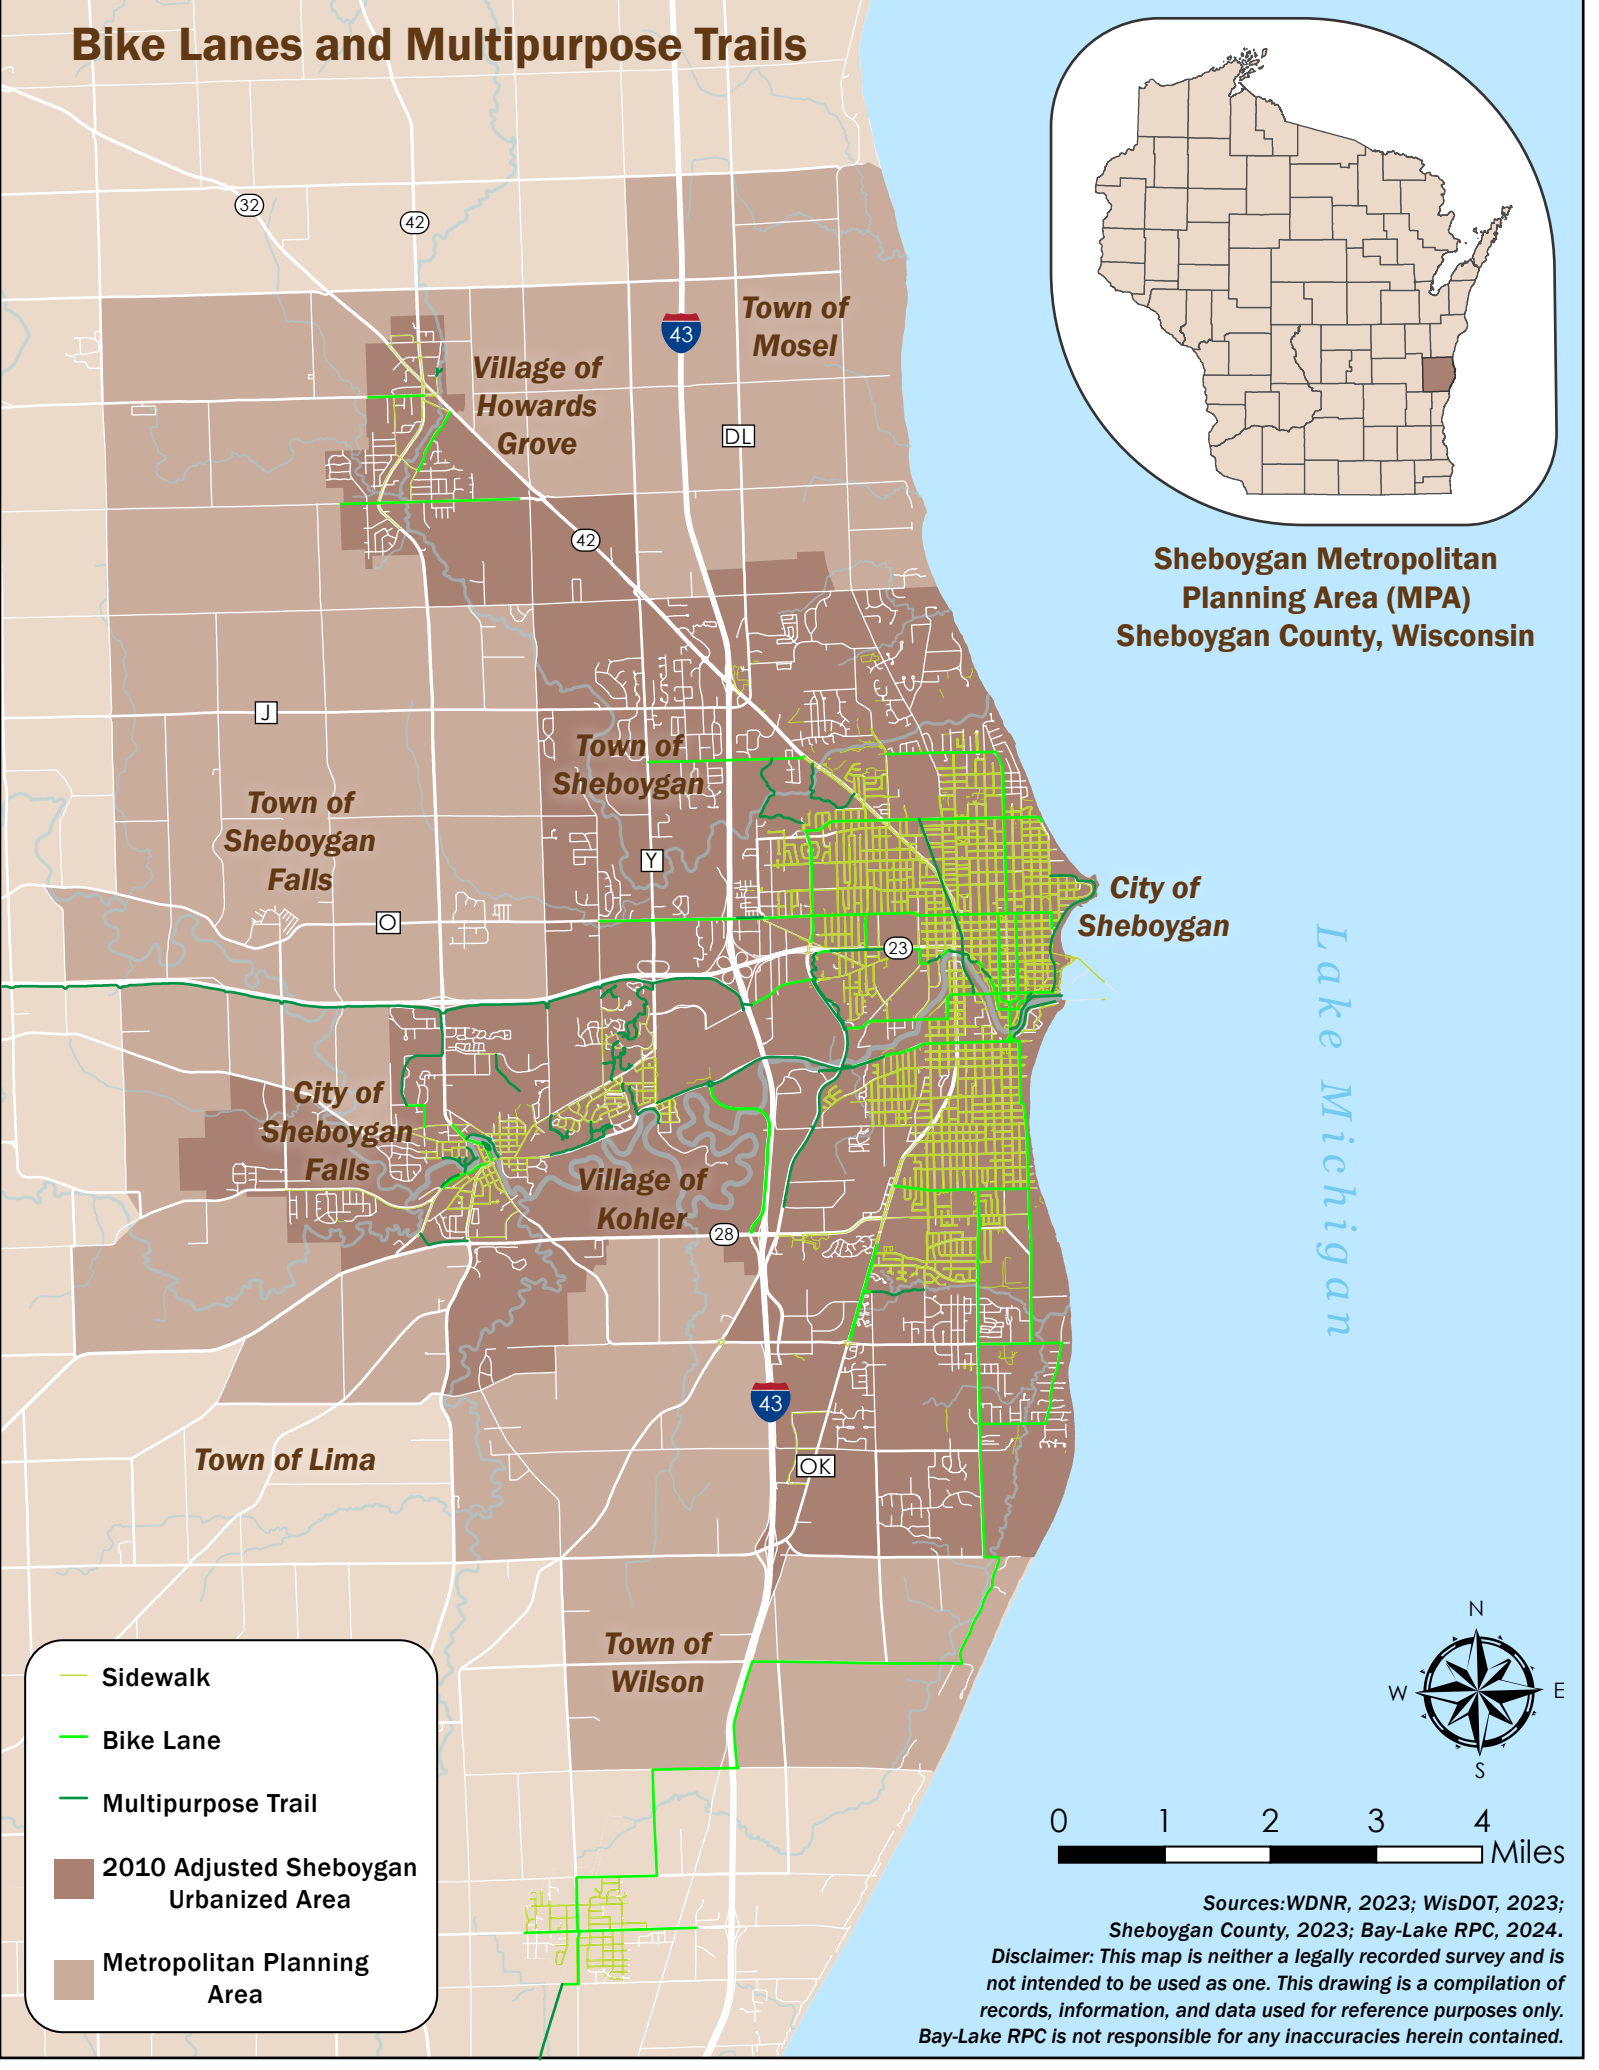 Bike Lanes and Multipurpose Trails
32
42
43
Town of
Mosel
Village of
Howards
Grove
DL
42
Sheboygan Metropolitan
Planning Area (MPA)
Sheboygan County, Wisconsin
J
Town of
Sheboygan
Town of
Sheboygan
Falls
Y
City of
Sheboygan
O
23
Lake Michigan
City of
Sheboygan
Falls
Village of
Kohler
28
43
Town of Lima
OK
Town of
Wilson
N
W
E
S
Sidewalk
Bike Lane
Multipurpose Trail
2010 Adjusted Sheboygan
Urbanized Area
Metropolitan Planning
Area
0 1 2 3 4
Miles
Sources:WDNR, 2023; WisDOT, 2023;
Sheboygan County, 2023; Bay-Lake RPC, 2024.
Disclaimer: This map is neither a legally recorded survey and is
not intended to be used as one. This drawing is a compilation of
records, information, and data used for reference purposes only.
Bay-Lake RPC is not responsible for any inaccuracies herein contained.